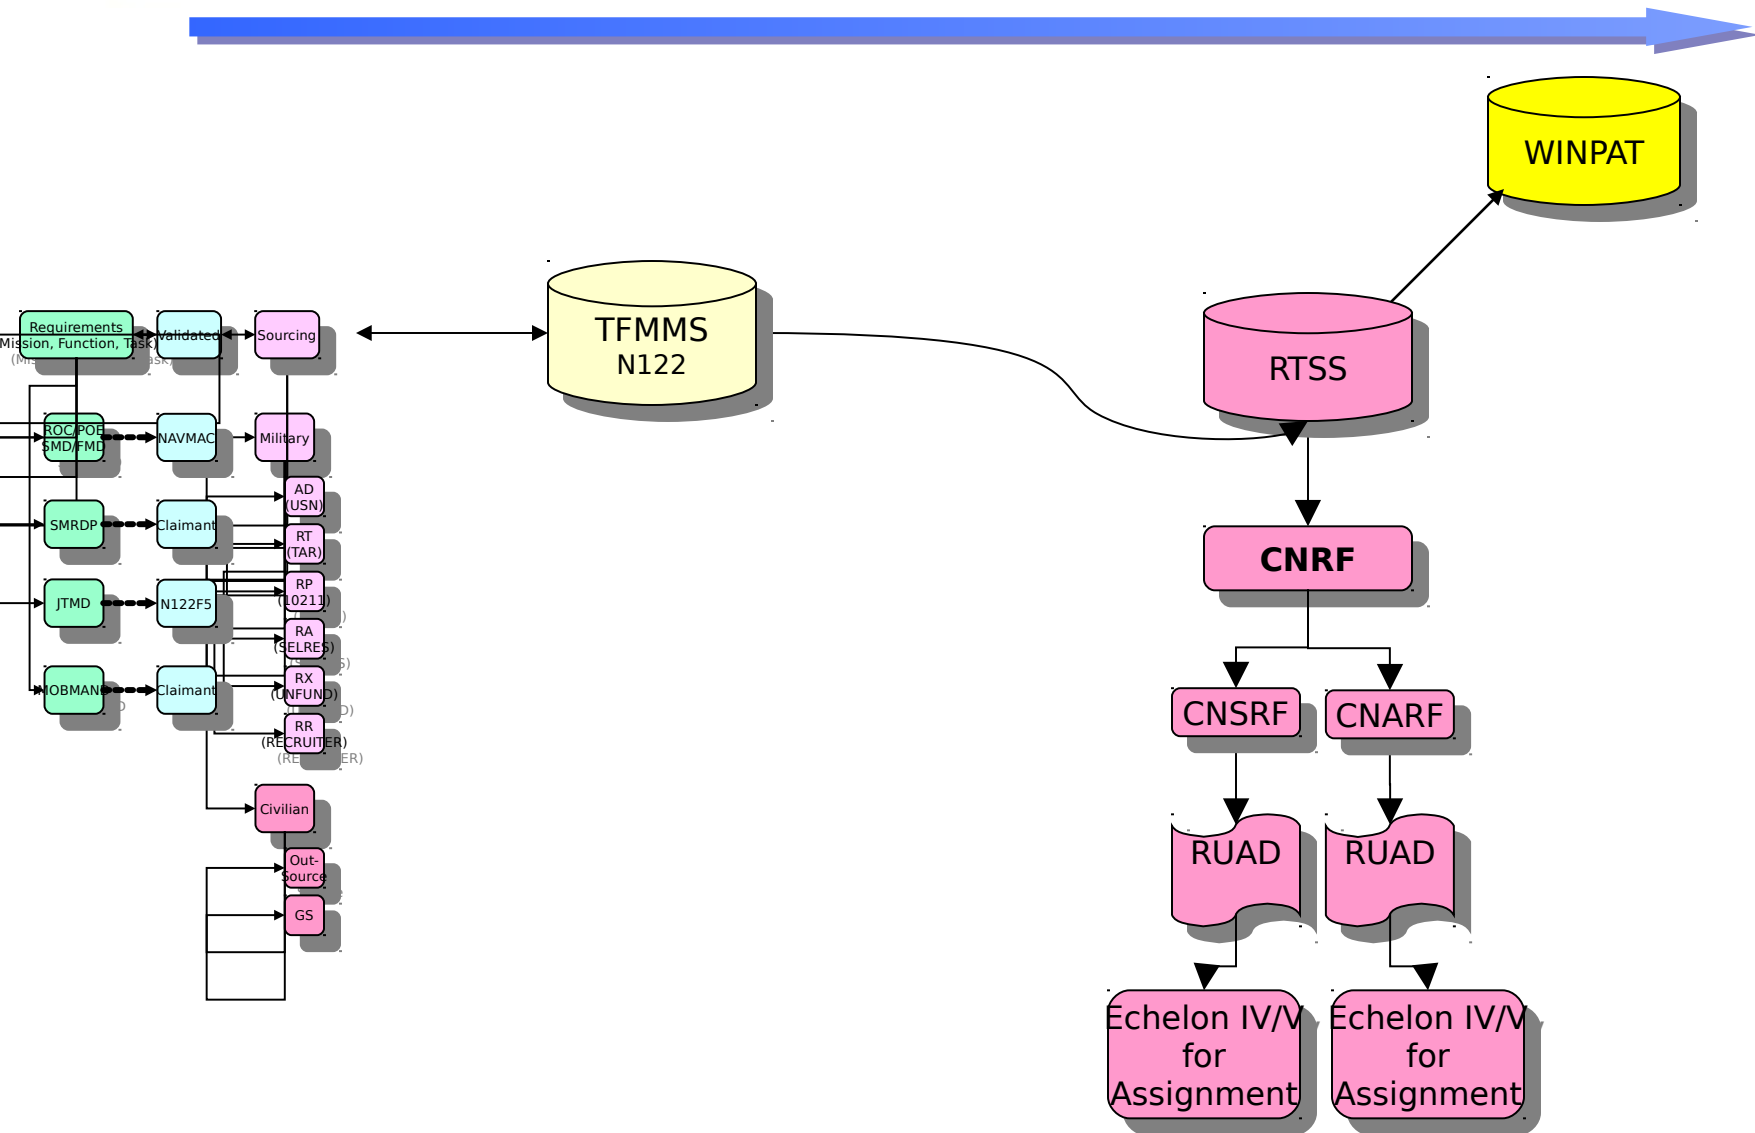 WINPAT
TFMMS
N122
RTSS
Requirements
(Mission, Function, Task)
Validated
Sourcing
ROC/POE
SMD/FMD
NAVMAC
Military
AD
(USN)
SMRDP
Claimant
RT
(TAR)
JTMD
N122F5
RP
(10211)
RA
(SELRES)
MOBMAND
Claimant
RX
(UNFUND)
RR
(RECRUITER)
Civilian
Out-
Source
GS
CNRF
CNSRF
CNARF
RUAD
RUAD
Echelon IV/V
for
Assignment
Echelon IV/V
for
Assignment